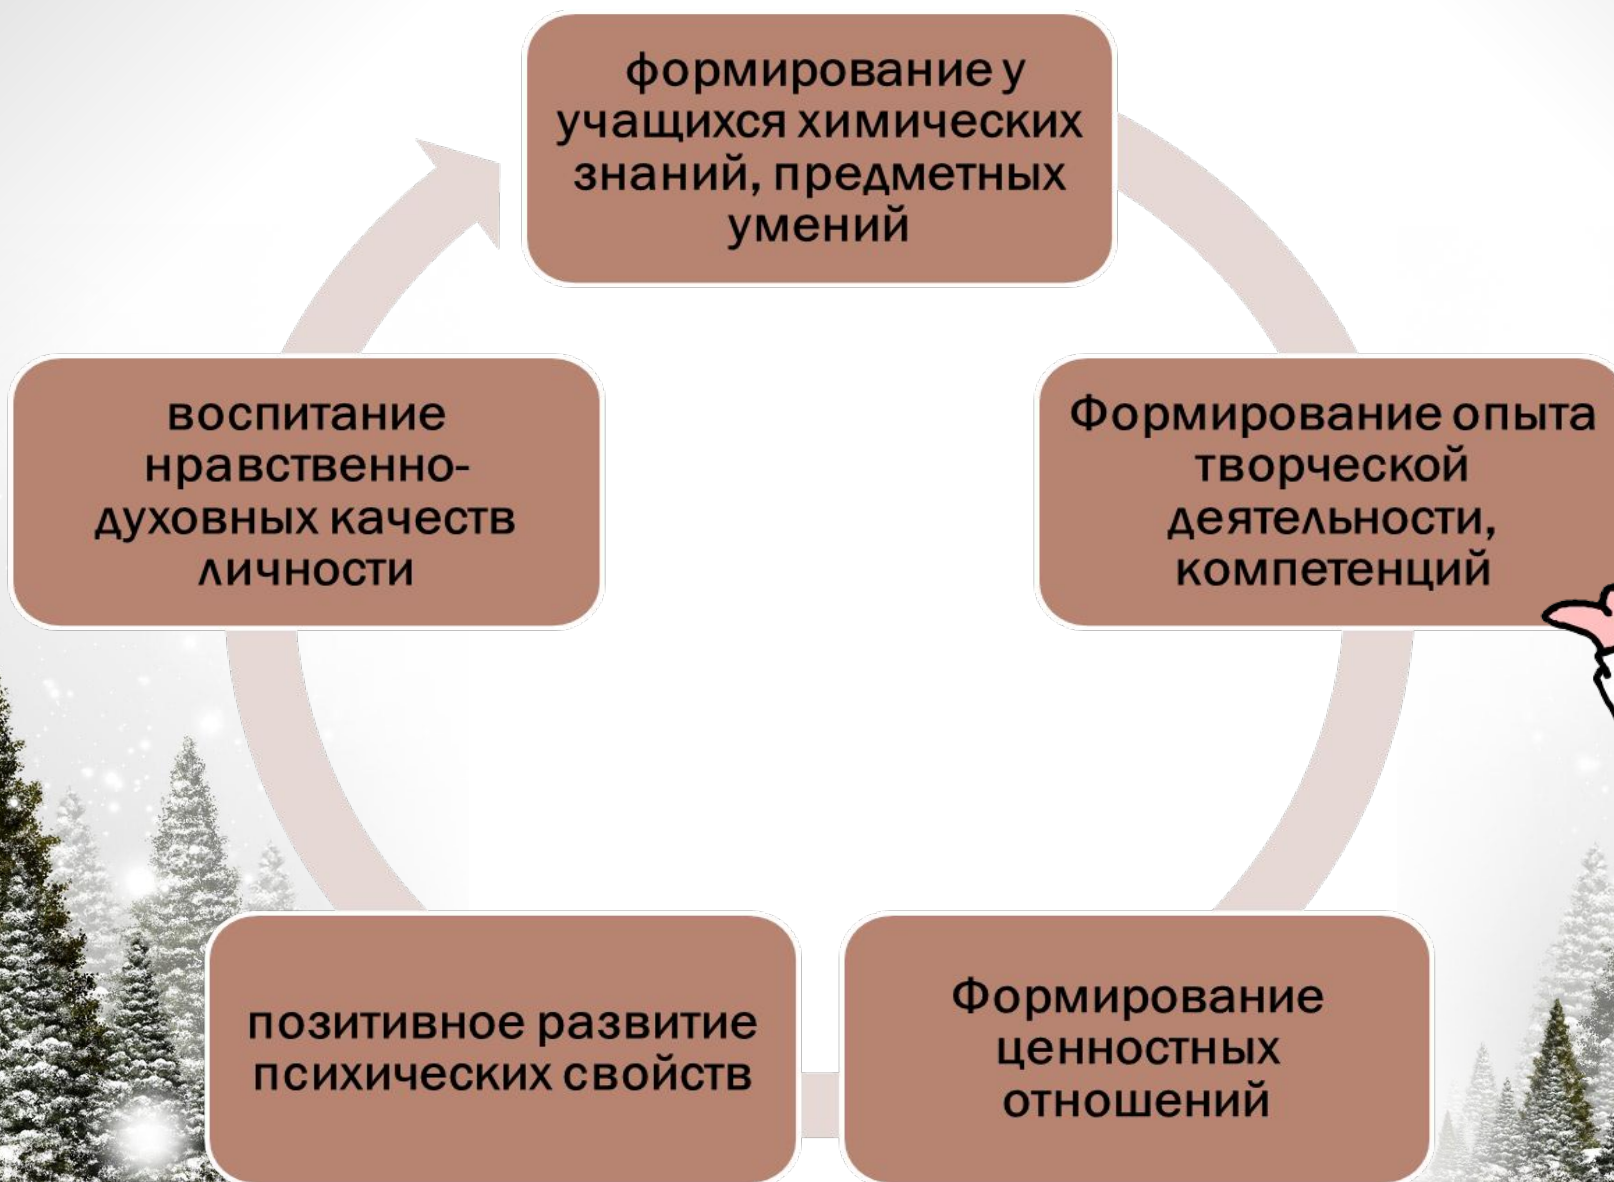 формирование у
учащихся химических
знаний, предметных
умений
Формирование опыта
творческой
деятельности,
компетенций
Формирование
ценностных
отношений
позитивное развитие
психических свойств
воспитание
нравственно-
духовных качеств
личности